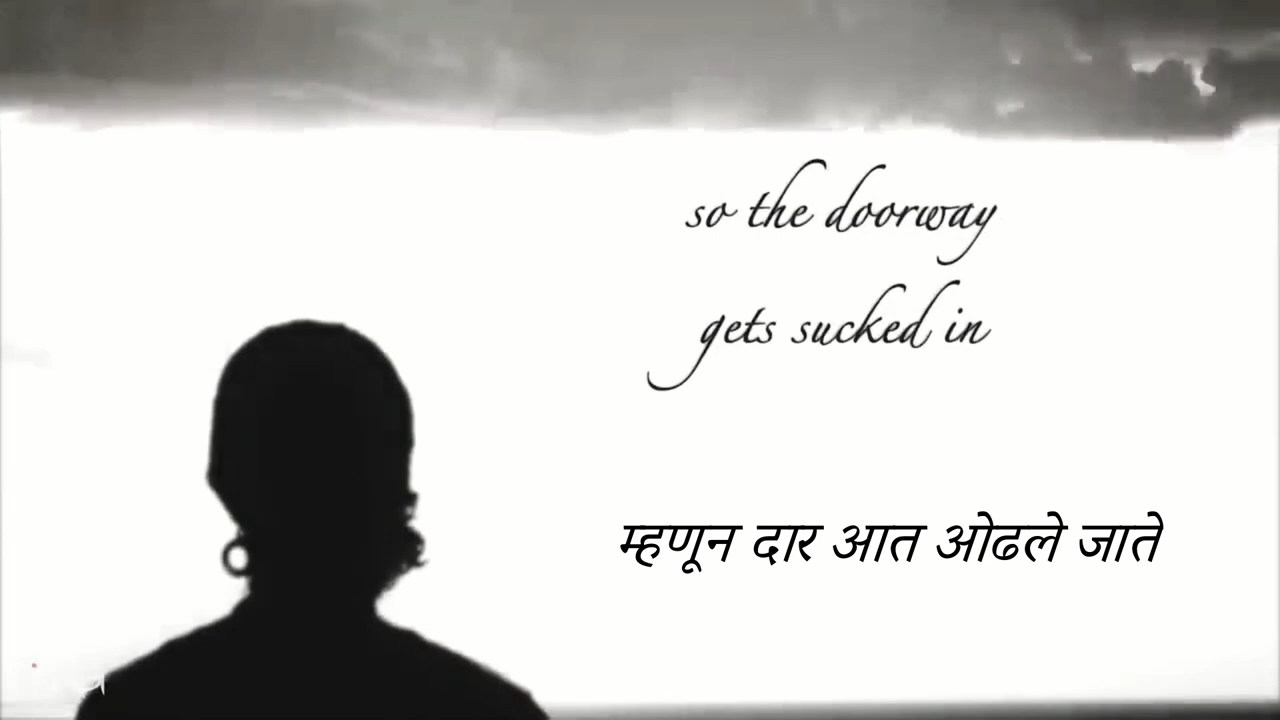 so the doorway
gets sucked in
म्हणून दार आत ओढले जाते